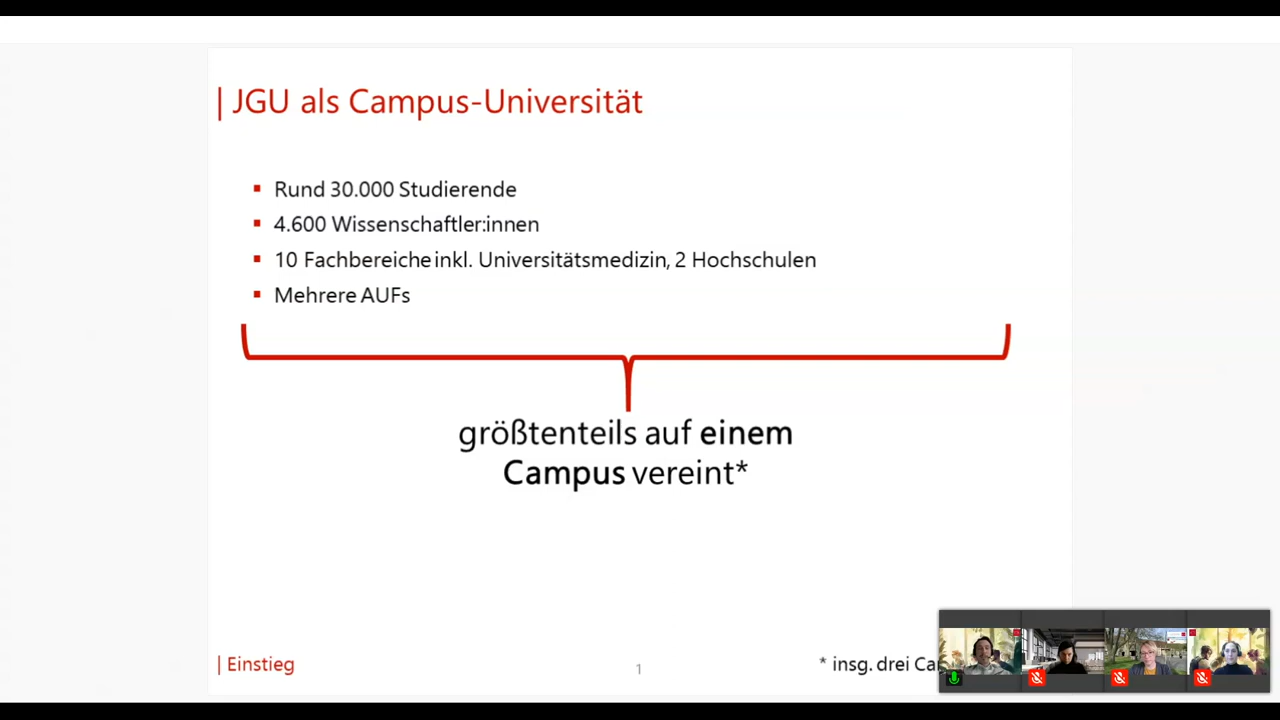 | JGU als Campus-Universität
▪ Rund 30.000 Studierende
▪ 4.600 Wissenschaftler:innen
▪ 10 Fachbereiche inkl. Universitätsmedizin, 2 Hochschulen
▪ Mehrere AUFs
größtenteils auf einem
Campus vereint*
| Einstieg
1
* insg. drei